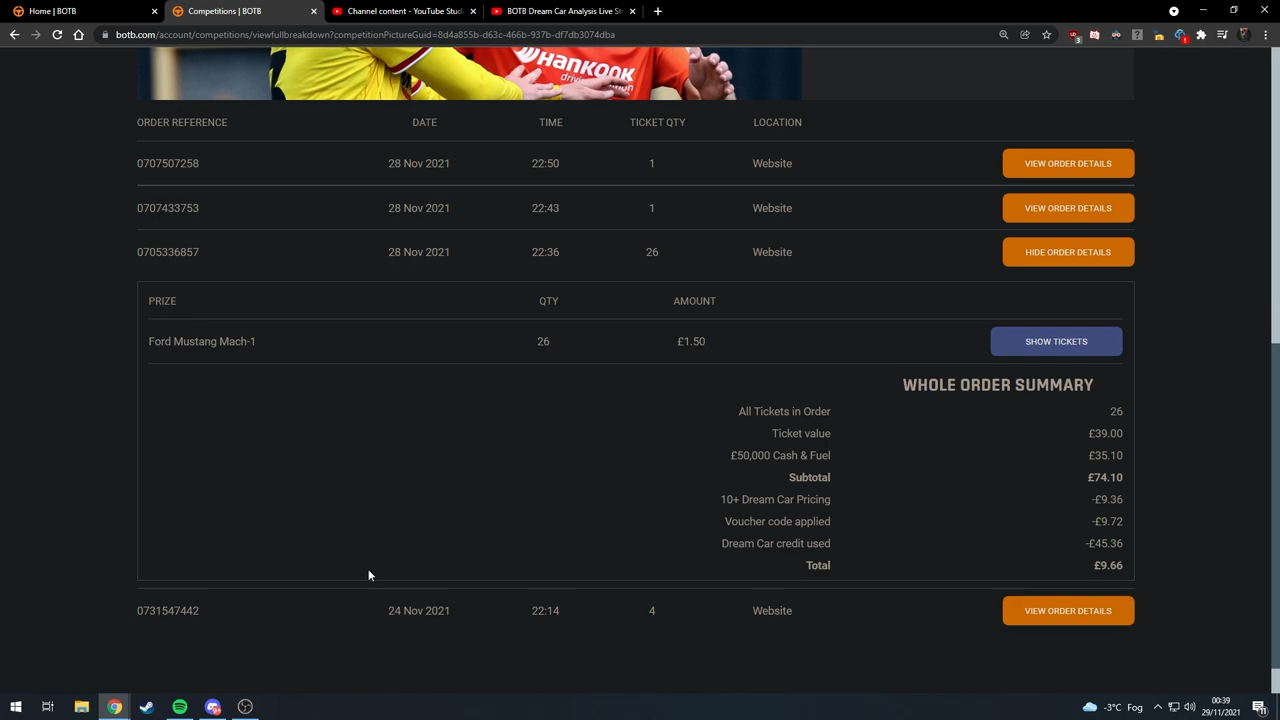 Home | BOTB
Competitions | BOTB
Channel content - YouTube Studi
BOTB Dream Car Analysis Live St
botb.com/account/competitions/viewfullbreakdown?competitionPictureGuid=8d4a855b-d63c-466b-937b-df7db3074dba
HANKOOK
ORDER REFERENCE DATE TIME TICKET QTY LOCATION
0707507258 28 Nov 2021 22:50 1 Website VIEW ORDER DETAILS
0707433753 28 Nov 2021 22:43 1 Website VIEW ORDER DETAILS
0705336857 28 Nov 2021 22:36 26 Website HIDE ORDER DETAILS
PRIZE QTY AMOUNT
Ford Mustang Mach-1 26 £1.50 SHOW TICKETS
WHOLE ORDER SUMMARY
All Tickets in Order 26
Ticket value £39.00
£50,000 Cash & Fuel £35.10
Subtotal £74.10
10+ Dream Car Pricing -£9.36
Voucher code applied -£9.72
Dream Car credit used -£45.36
Total £9.66
0731547442 24 Nov 2021 22:14 4 Website VIEW ORDER DETAILS
-3°C Fog
00:39
29/11/2021